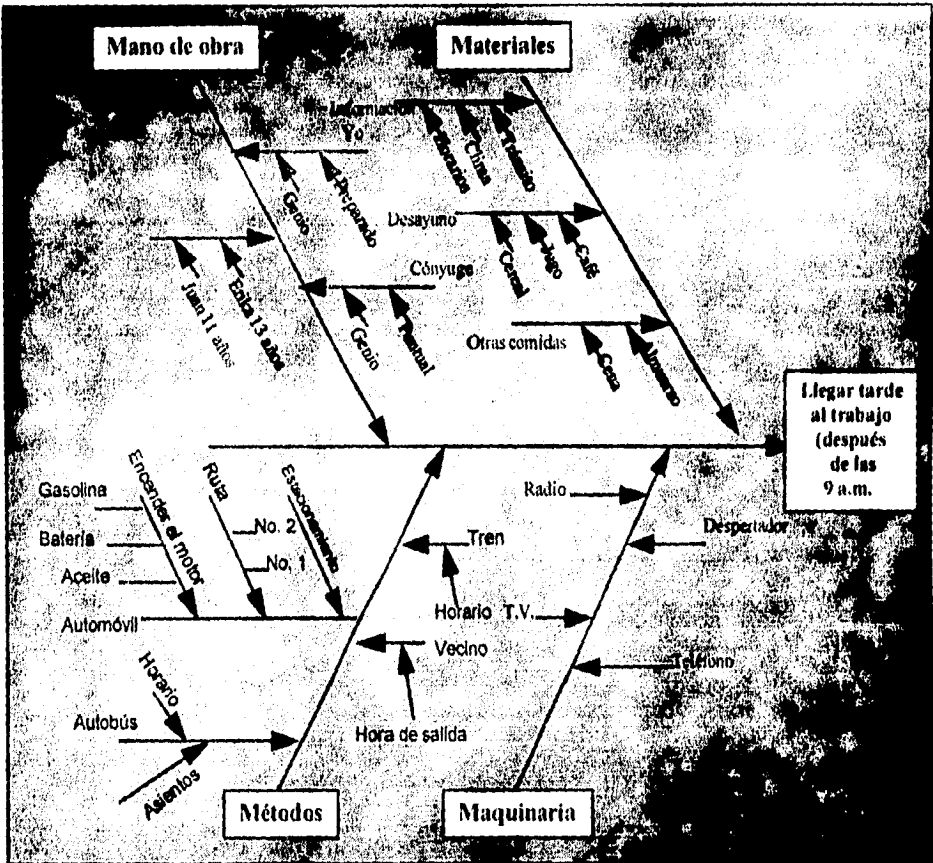 Mano de obra
Materiales
Yo
Genio
Preparado
Juan 11 años
Erika 13 años
Cónyuge
Genio
Horarios
Clima
Tránsito
Desayuno
Cereal
Jugo
Café
Otras comidas
Cena
Almuerzo
Llegar tarde
al trabajo
(después
de las
9 a.m.
Encender el motor
Gasolina
Batería
Aceite
Ruta
No. 2
No. 1
Estacionamiento
Automóvil
Horario
Autobús
Asientos
Tren
Horario
Vecino
Hora de salida
Radio
Despertador
T.V.
Teléfono
Métodos
Maquinaria